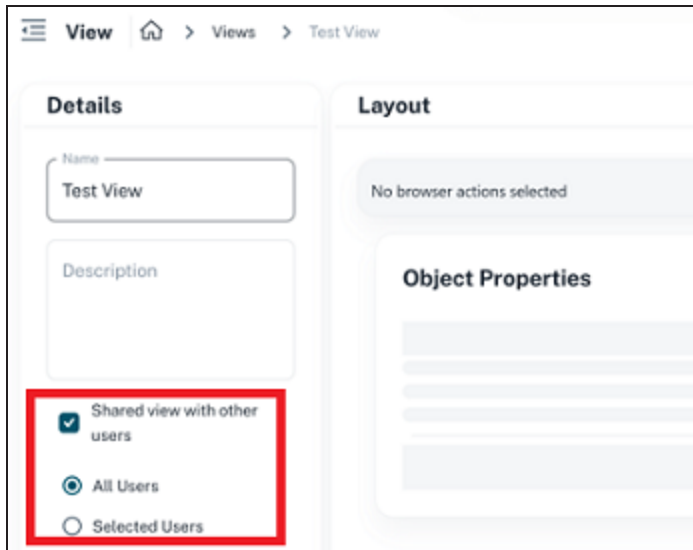 View > Views > Test View
Details
Name
Test View
Description
Shared view with other
users
All Users
Selected Users
Layout
No browser actions selected
Object Properties